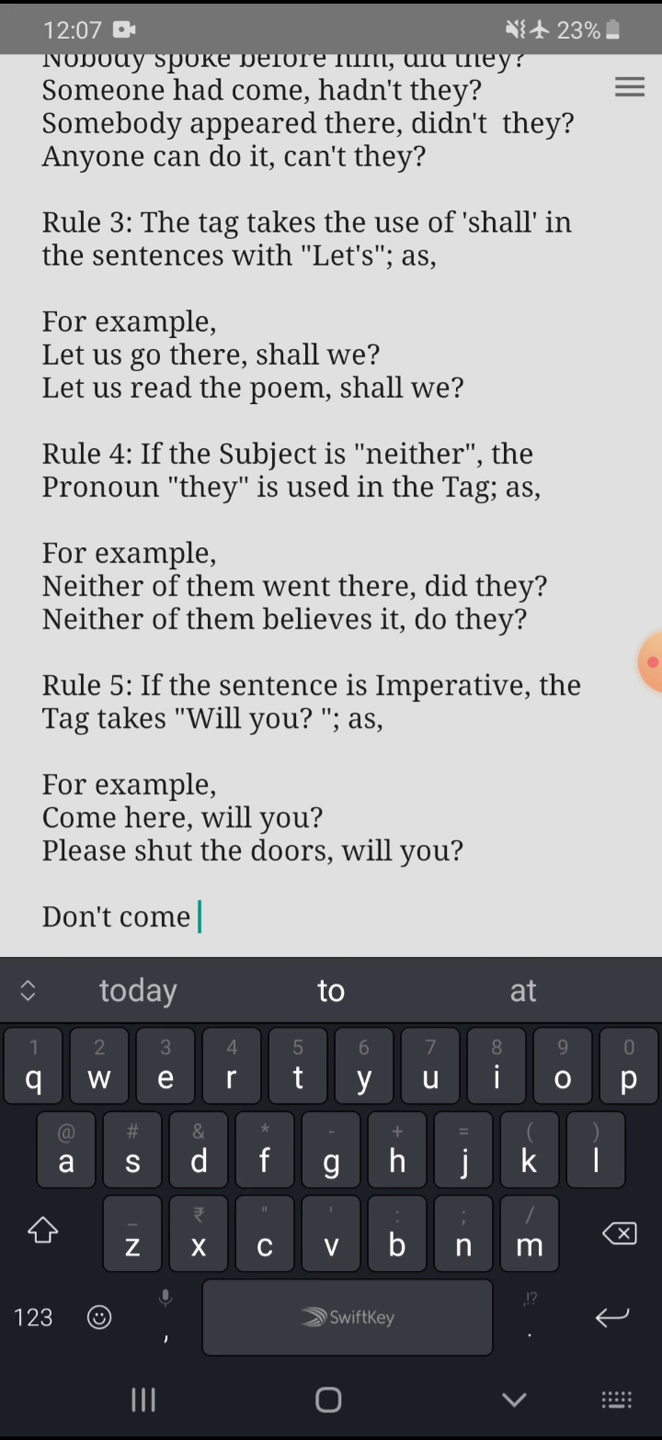 12:07
23%
Nobody spoke before him, did they?
Someone had come, hadn't they?
Somebody appeared there, didn't  they?
Anyone can do it, can't they?
Rule 3: The tag takes the use of 'shall' in
the sentences with "Let's"; as,
For example,
Let us go there, shall we?
Let us read the poem, shall we?
Rule 4: If the Subject is "neither", the
Pronoun "they" is used in the Tag; as,
For example,
Neither of them went there, did they?
Neither of them believes it, do they?
Rule 5: If the sentence is Imperative, the
Tag takes "Will you? "; as,
For example,
Come here, will you?
Please shut the doors, will you?
Don't come
today to at
1 2 3 4 5 6 7 8 9 0
q w e r t y u i o p
@ # & * - + = ( )
a s d f g h j k l
_ ₹ " ' : ; /
z x c v b n m
123 , SwiftKey ,!? .